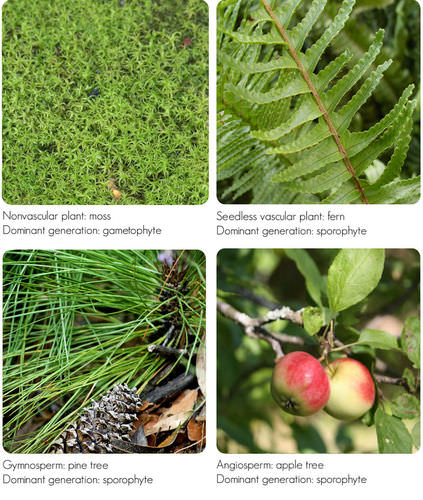 Nonvascular plant: moss
Dominant generation: gametophyte
Seedless vascular plant: fern
Dominant generation: sporophyte
Gymnosperm: pine tree
Dominant generation: sporophyte
Angiosperm: apple tree
Dominant generation: sporophyte